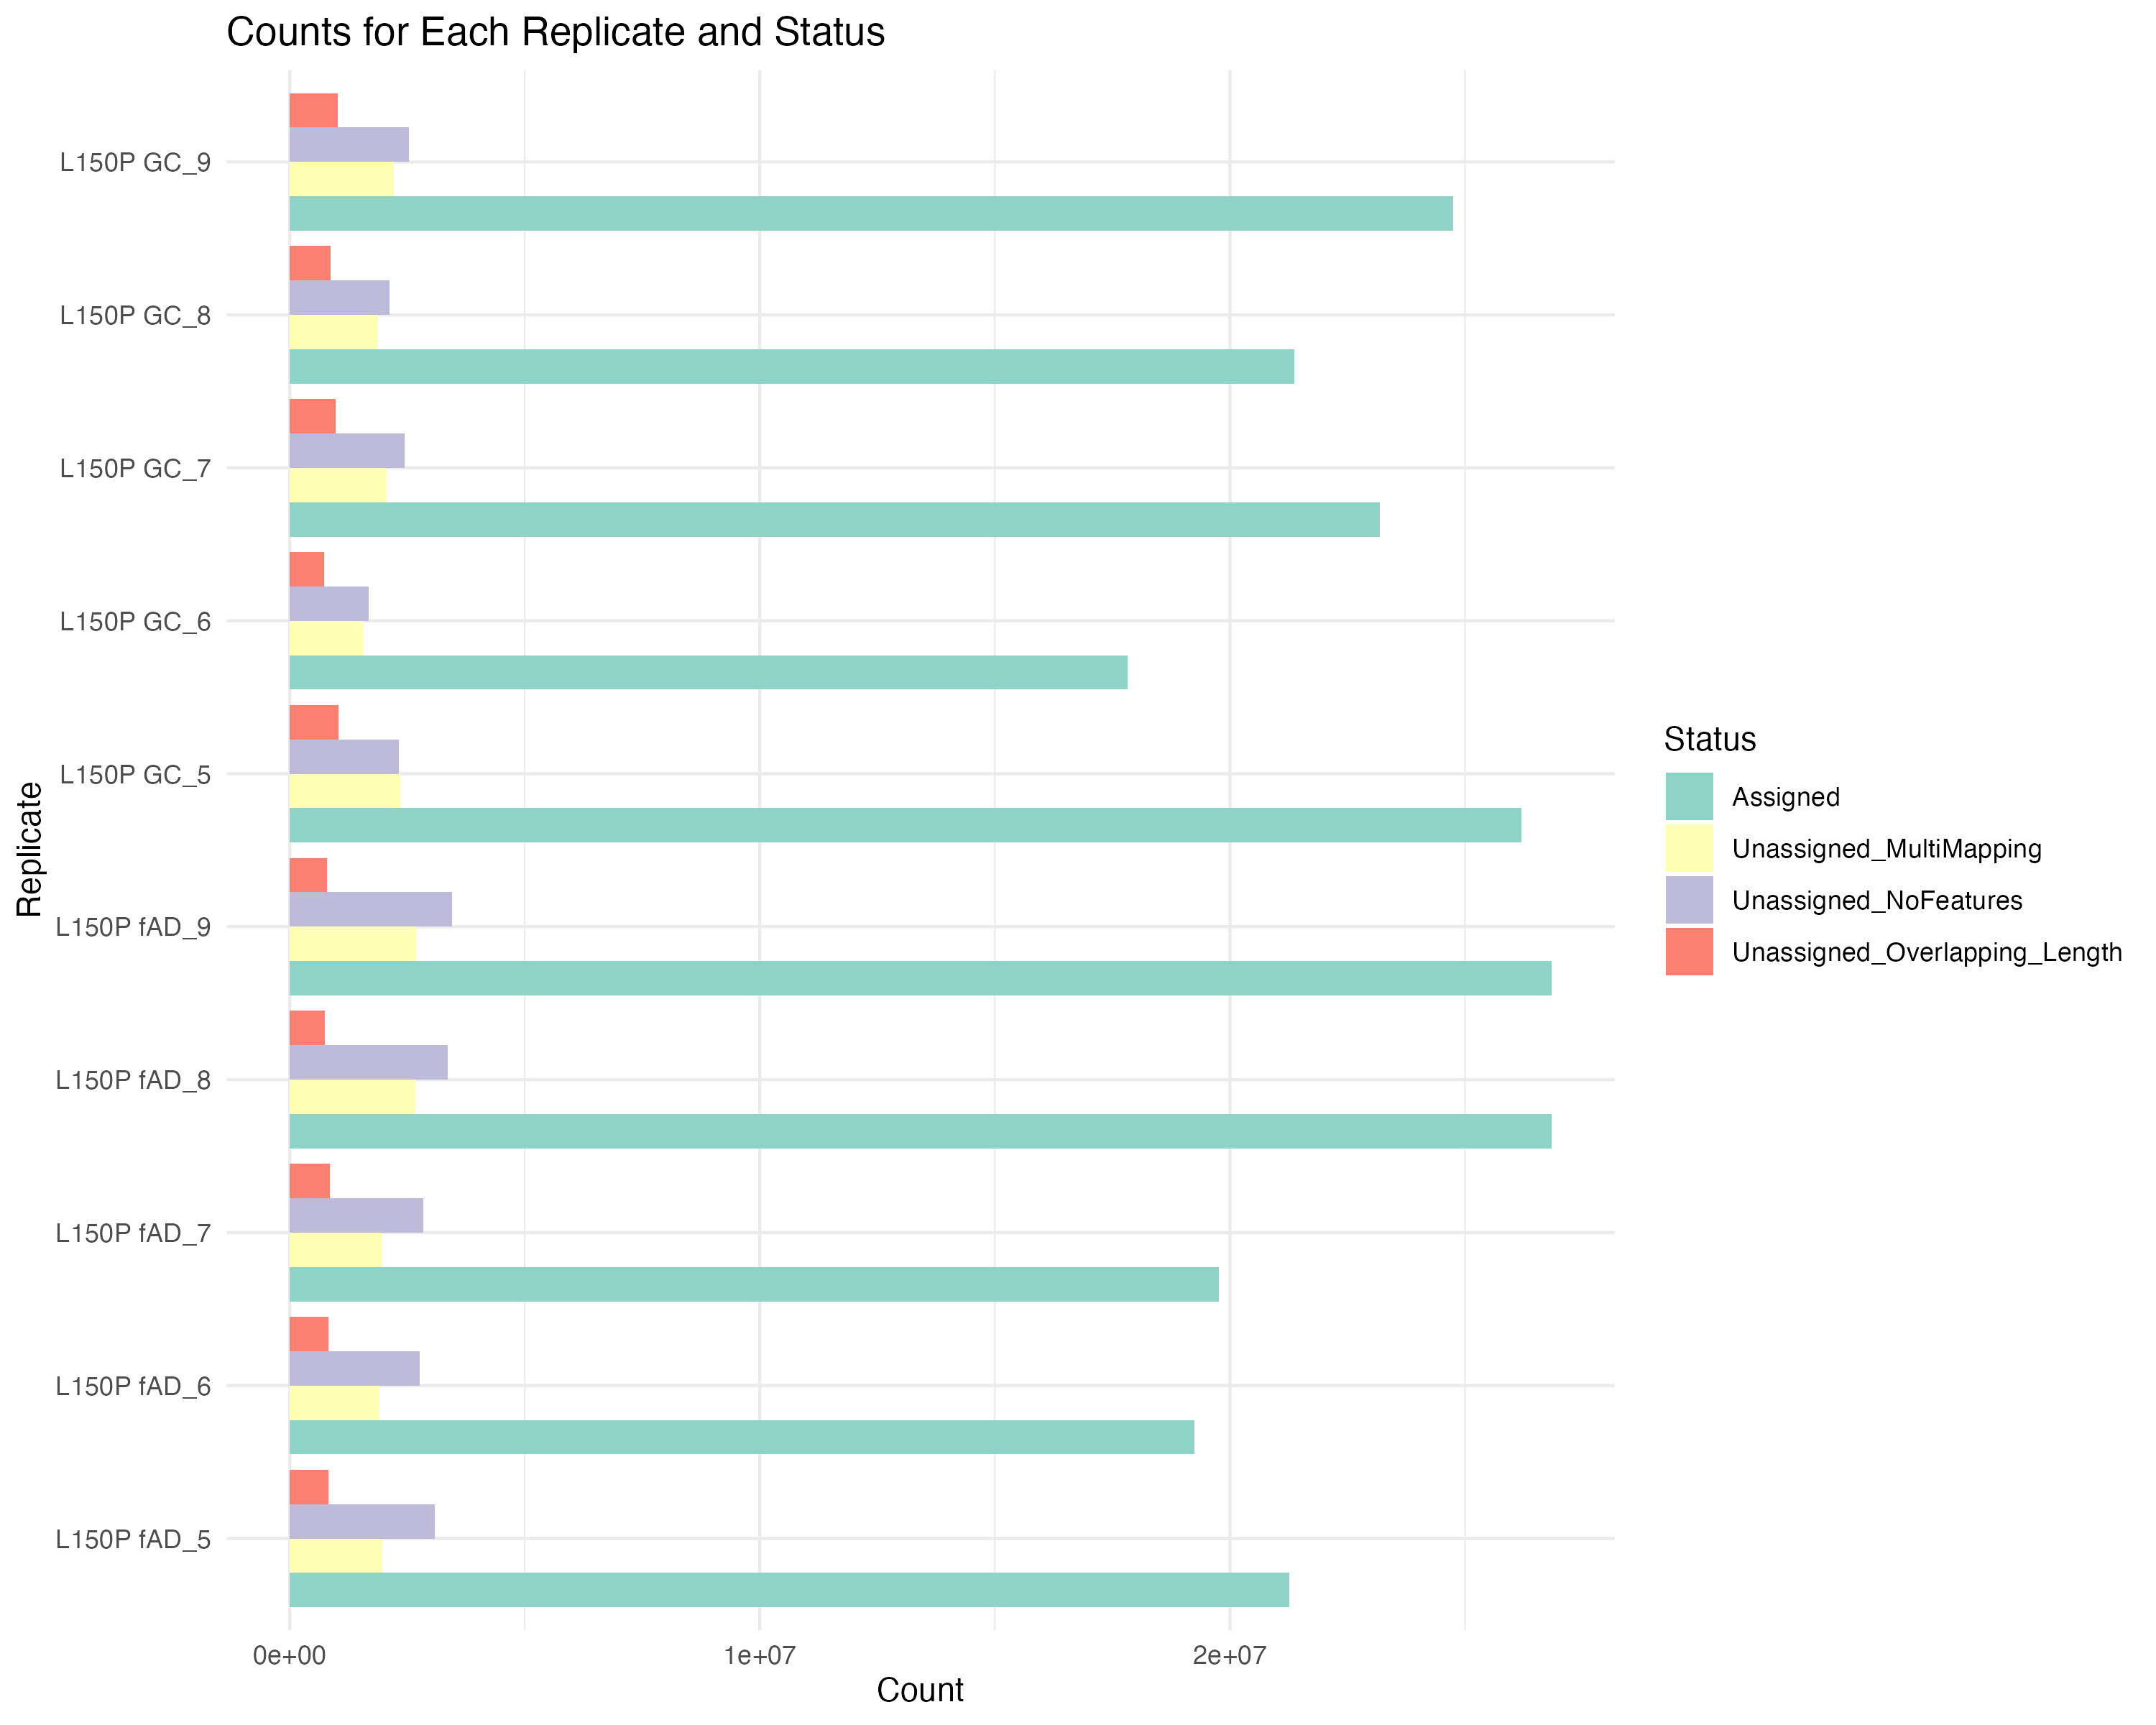 Counts for Each Replicate and Status
L150P GC_9
L150P GC_8
L150P GC_7
L150P GC_6
L150P GC_5
L150P fAD_9
L150P fAD_8
L150P fAD_7
L150P fAD_6
L150P fAD_5
Replicate
0e+00 1e+07 2e+07
Count
Status
Assigned
Unassigned_MultiMapping
Unassigned_NoFeatures
Unassigned_Overlapping_Length